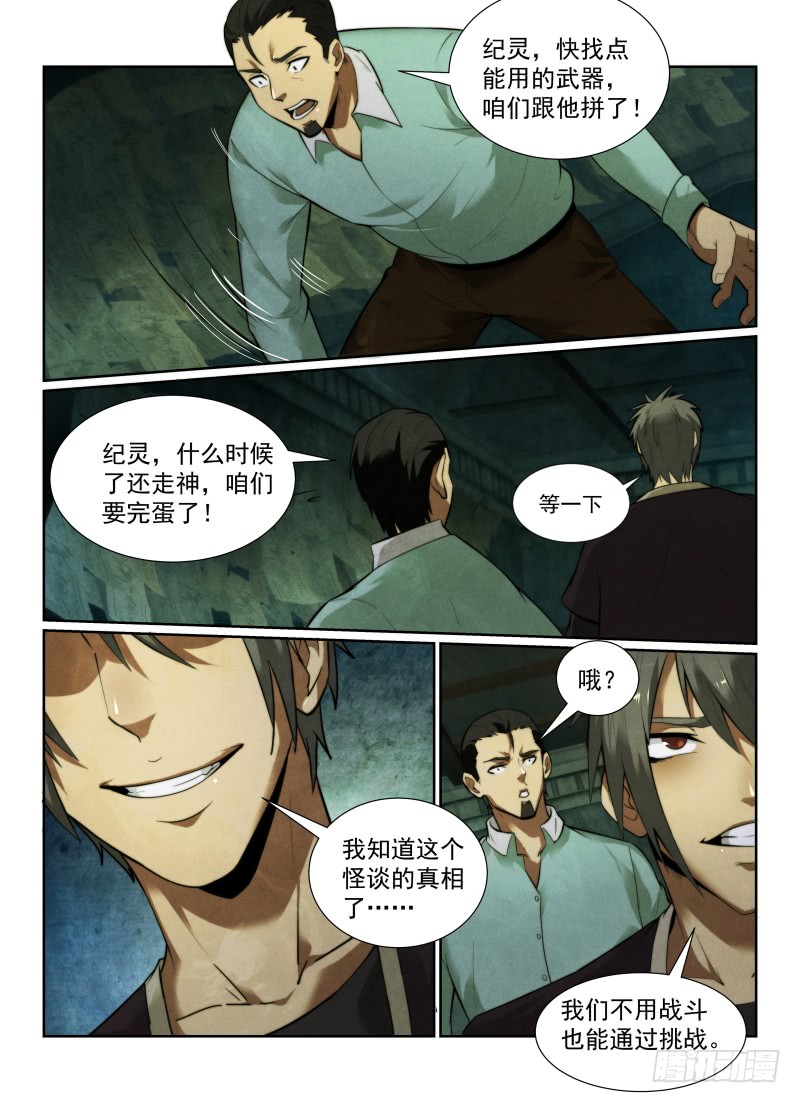 纪灵，快找点
能用的武器，
咱们跟他拼了！
纪灵，什么时候
了还走神，咱们
要完蛋了！
等一下
我知道这个
怪谈的真相
了……
哦？
我们不用战斗
也能通过挑战。
腾讯动漫